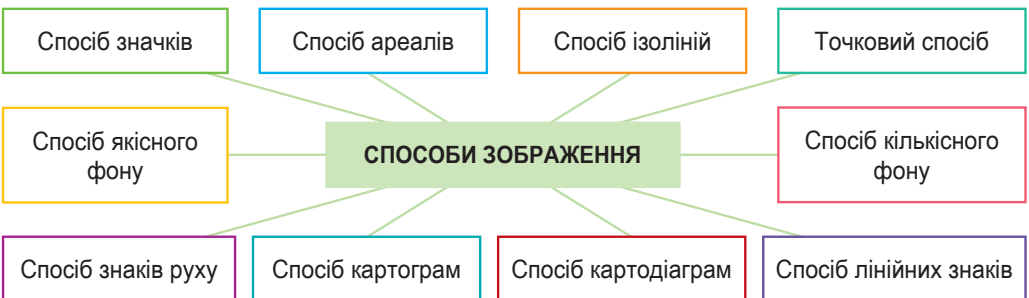 Спосіб значків
Спосіб ареалів
Спосіб ізоліній
Точковий спосіб
Спосіб якісного
фону
СПОСОБИ ЗОБРАЖЕННЯ
Спосіб кількісного
фону
Спосіб знаків руху
Спосіб картограм
Спосіб картодіаграм
Спосіб лінійних знаків